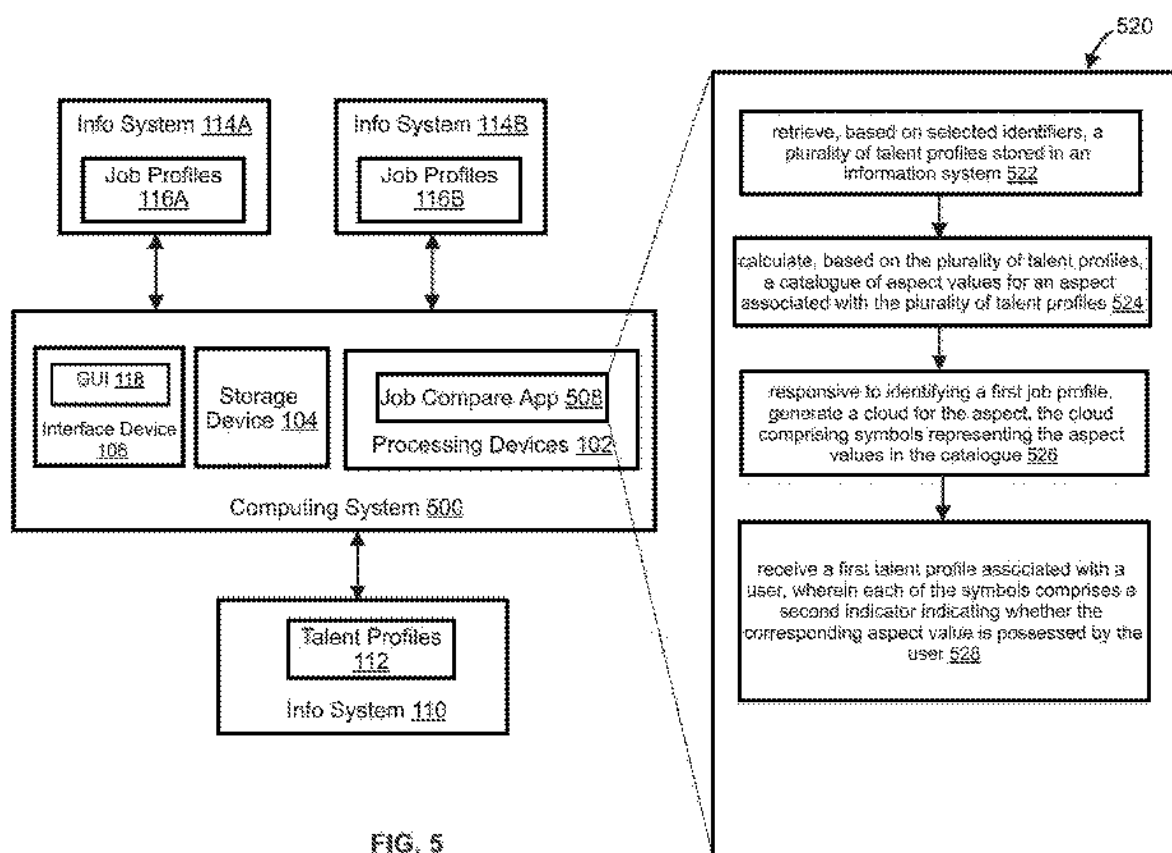 520
Info System 114A
Job Profiles
116A
Info System 114B
Job Profiles
116B
GUI 118
Interface Device
108
Storage
Device 104
Job Compare App 508
Processing Devices 102
Computing System 500
Talent Profiles
112
Info System 110
retrieve, based on selected identifiers, a
plurality of talent profiles stored in an
information system 522
calculate, based on the plurality of talent profiles,
a catalogue of aspect values for an aspect
associated with the plurality of talent profiles 524
responsive to identifying a first job profile,
generate a cloud for the aspect, the cloud
comprising symbols representing the aspect
values in the catalogue 526
receive a first talent profile associated with a
user, wherein each of the symbols comprises a
second indicator indicating whether the
corresponding aspect value is possessed by the
user 528
FIG. 5